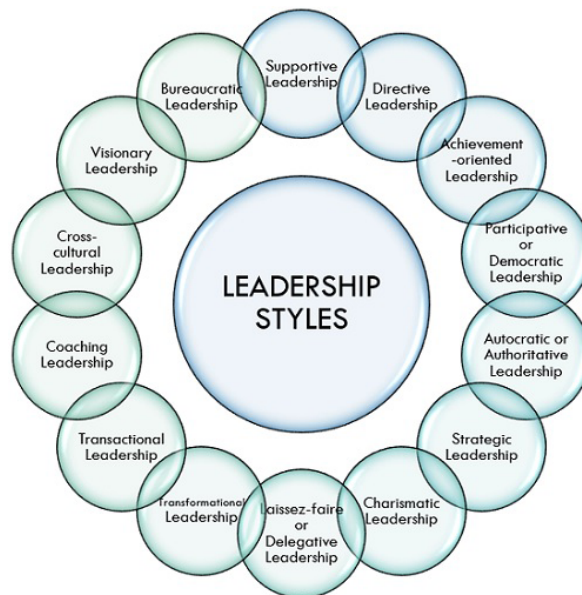 LEADERSHIP
STYLES
Supportive
Leadership
Directive
Leadership
Achievement
-oriented
Leadership
Participative
or
Democratic
Leadership
Autocratic or
Authoritative
Leadership
Strategic
Leadership
Charismatic
Leadership
Laissez-faire
or
Delegative
Leadership
Transformational
Leadership
Transactional
Leadership
Coaching
Leadership
Cross-
cultural
Leadership
Visionary
Leadership
Bureaucratic
Leadership